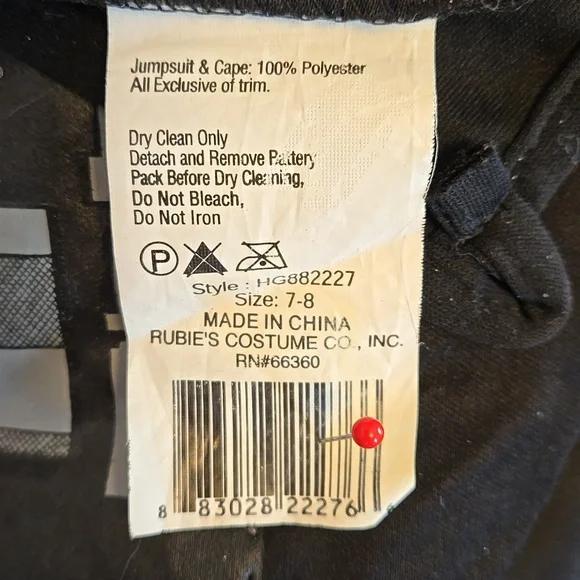 Jumpsuit & Cape: 100% Polyester
All Exclusive of trim.
Dry Clean Only
Detach and Remove Battery
Pack Before Dry Cleaning,
Do Not Bleach,
Do Not Iron
P
Style : HG882227
Size: 7-8
MADE IN CHINA
RUBIE'S COSTUME CO., INC.
RN#66360
8 83028 22276 8